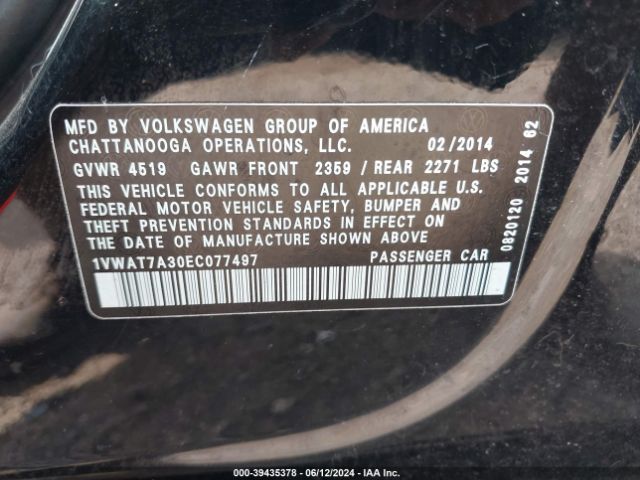 MFD BY VOLKSWAGEN GROUP OF AMERICA
CHATTANOOGA OPERATIONS, LLC. 02/2014
GVWR 4519 GAWR FRONT 2359 / REAR 2271 LBS
THIS VEHICLE CONFORMS TO ALL APPLICABLE U.S.
FEDERAL MOTOR VEHICLE SAFETY, BUMPER AND
THEFT PREVENTION STANDARDS IN EFFECT ON
THE DATE OF MANUFACTURE SHOWN ABOVE
1VWAT7A30EC077497 PASSENGER CAR
0820120 2014 62
000-39435378 - 06/12/2024 - IAA Inc.